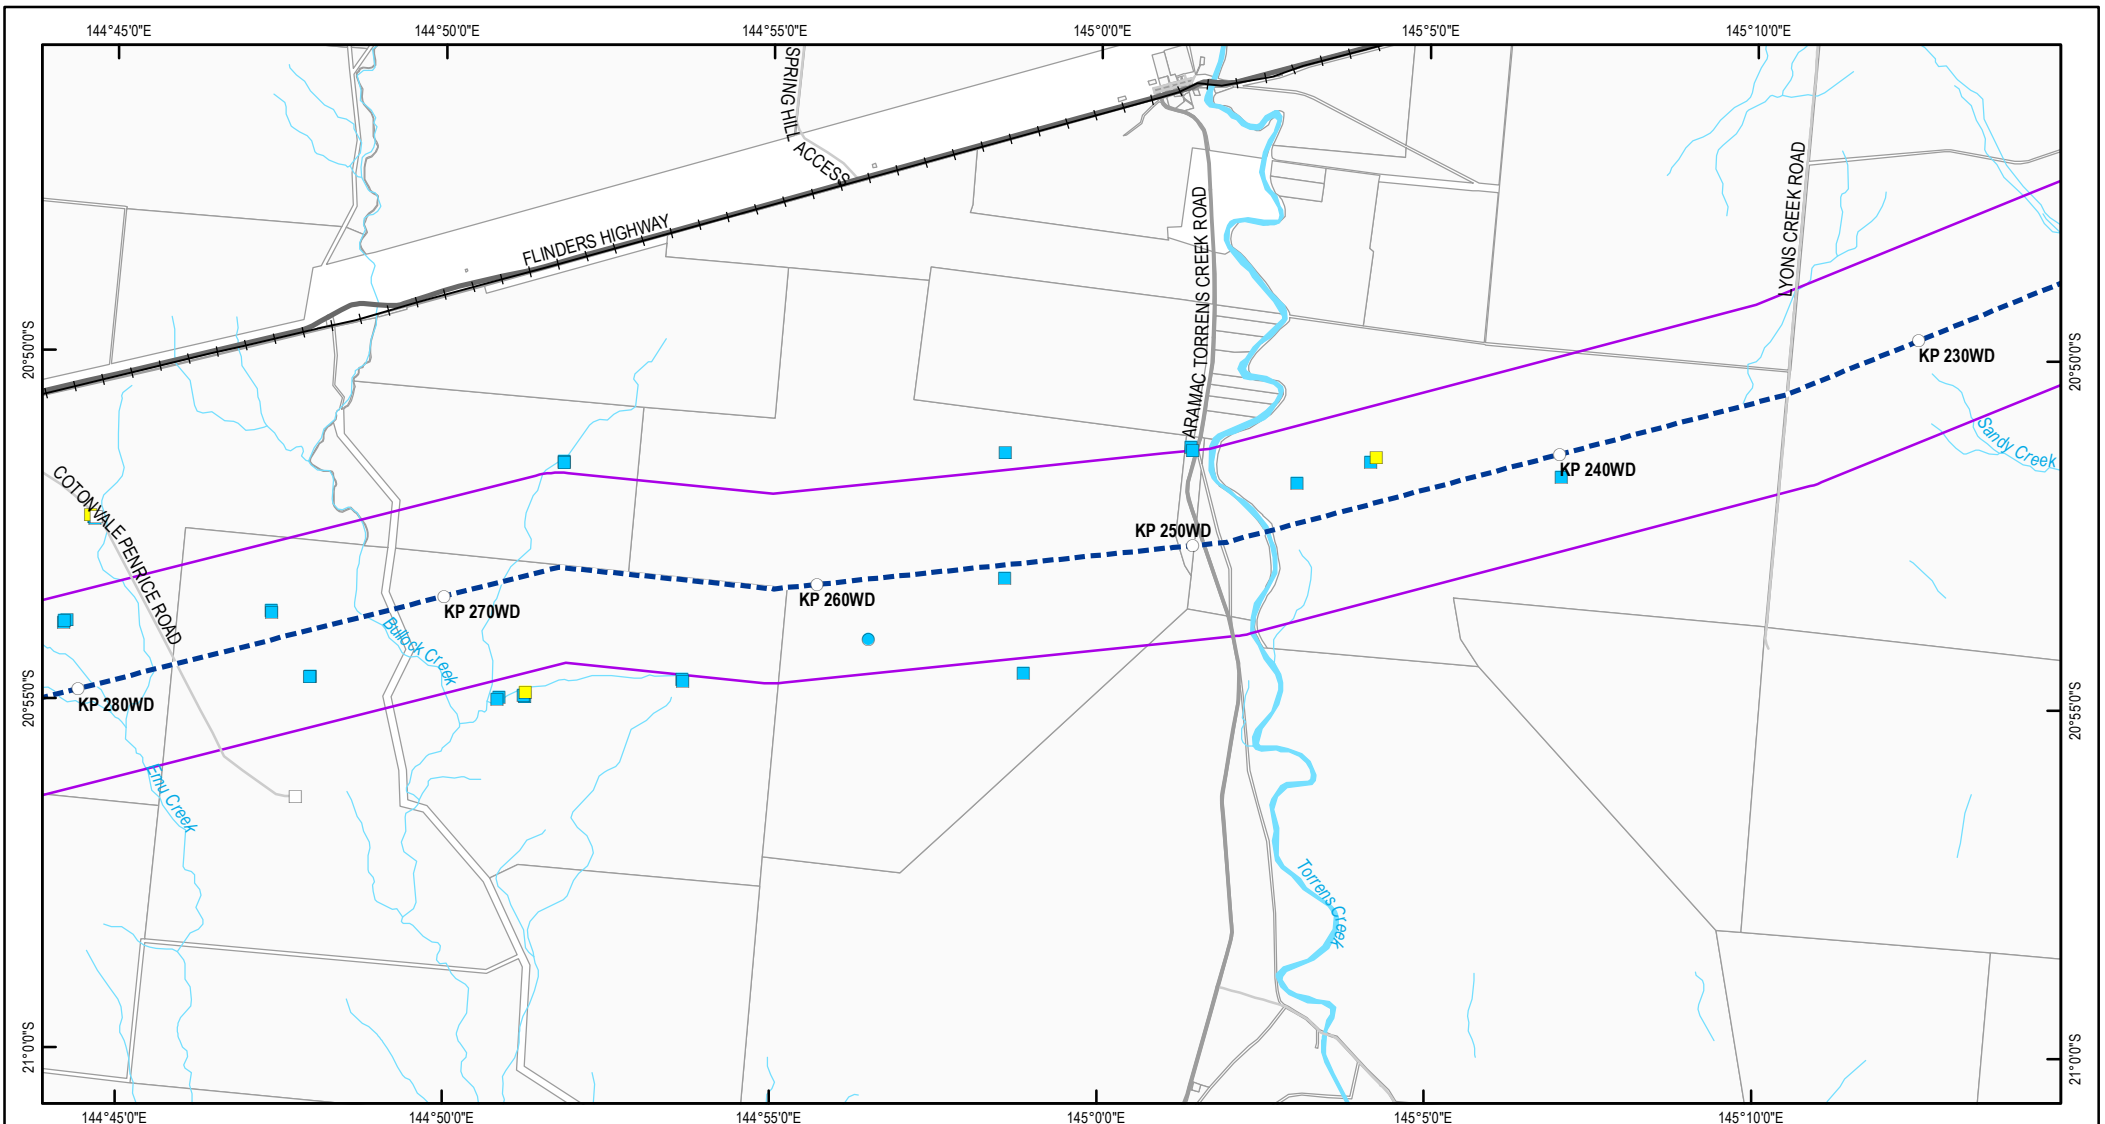 144°45'0"E
144°50'0"E
144°55'0"E
145°0'0"E
145°5'0"E
145°10'0"E
SPRING HILL ACCESS
FLINDERS HIGHWAY
ARAMAC TORRENS CREEK ROAD
LYONS CREEK ROAD
20°50'0"S
20°50'0"S
KP 230WD
Sandy Creek
KP 240WD
COTONVALE PENRICE ROAD
KP 250WD
KP 260WD
KP 270WD
Bullock Creek
KP 280WD
20°55'0"S
20°55'0"S
Emu Creek
Torrens Creek
21°0'0"S
21°0'0"S
144°45'0"E
144°50'0"E
144°55'0"E
145°0'0"E
145°5'0"E
145°10'0"E